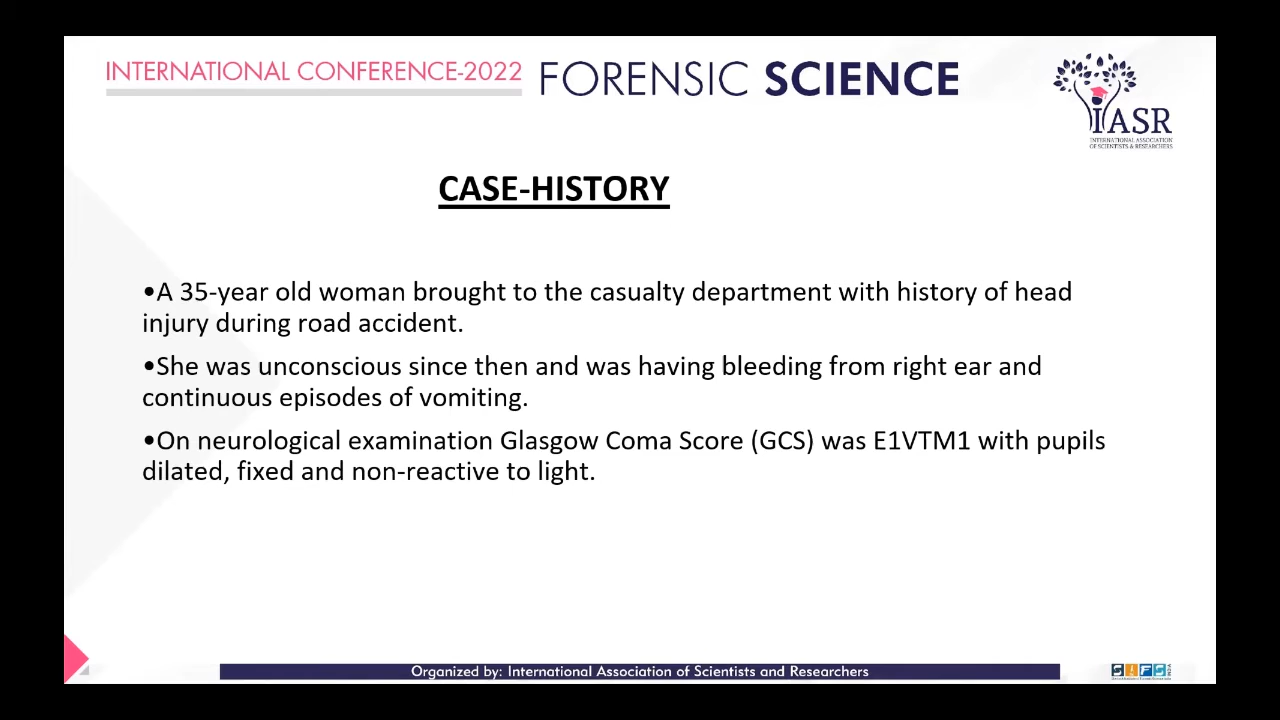 INTERNATIONAL CONFERENCE-2022 FORENSIC SCIENCE
IASR
INTERNATIONAL ASSOCIATION
OF SCIENTISTS & RESEARCHERS
CASE-HISTORY
•A 35-year old woman brought to the casualty department with history of head
injury during road accident.
•She was unconscious since then and was having bleeding from right ear and
continuous episodes of vomiting.
•On neurological examination Glasgow Coma Score (GCS) was E1VTM1 with pupils
dilated, fixed and non-reactive to light.
Organized by: International Association of Scientists and Researchers
SIFS